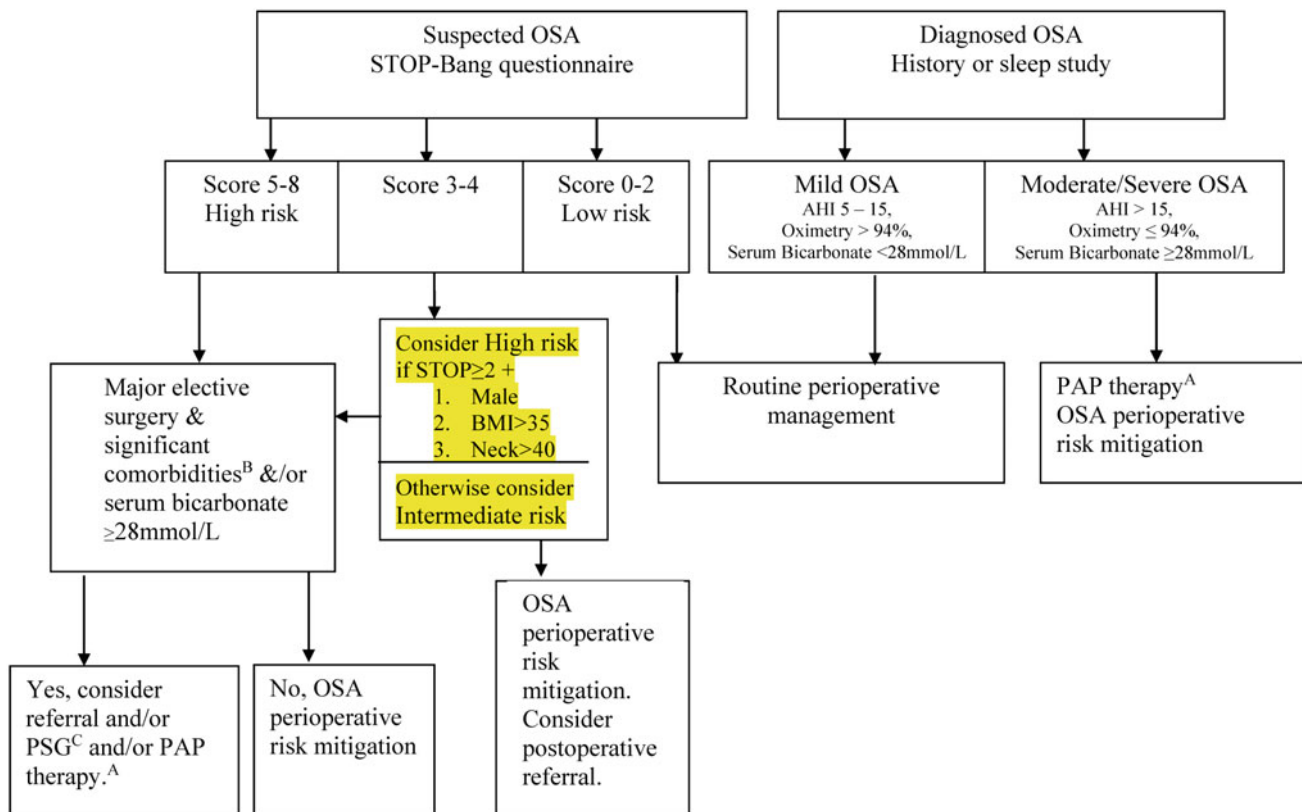 Suspected OSA
STOP-Bang questionnaire
Diagnosed OSA
History or sleep study
Score 5-8
High risk
Score 3-4
Score 0-2
Low risk
Mild OSA
AHI 5 – 15,
Oximetry > 94%,
Serum Bicarbonate <28mmol/L
Moderate/Severe OSA
AHI > 15,
Oximetry ≤ 94%,
Serum Bicarbonate ≥28mmol/L
Major elective
surgery &
significant
comorbidities^B &/or
serum bicarbonate
≥28mmol/L
Consider High risk
if STOP≥2 +
1. Male
2. BMI>35
3. Neck>40
Otherwise consider
Intermediate risk
Routine perioperative
management
PAP therapy^A
OSA perioperative
risk mitigation
Yes, consider
referral and/or
PSG^C and/or PAP
therapy.^A
No, OSA
perioperative
risk mitigation
OSA
perioperative
risk
mitigation.
Consider
postoperative
referral.